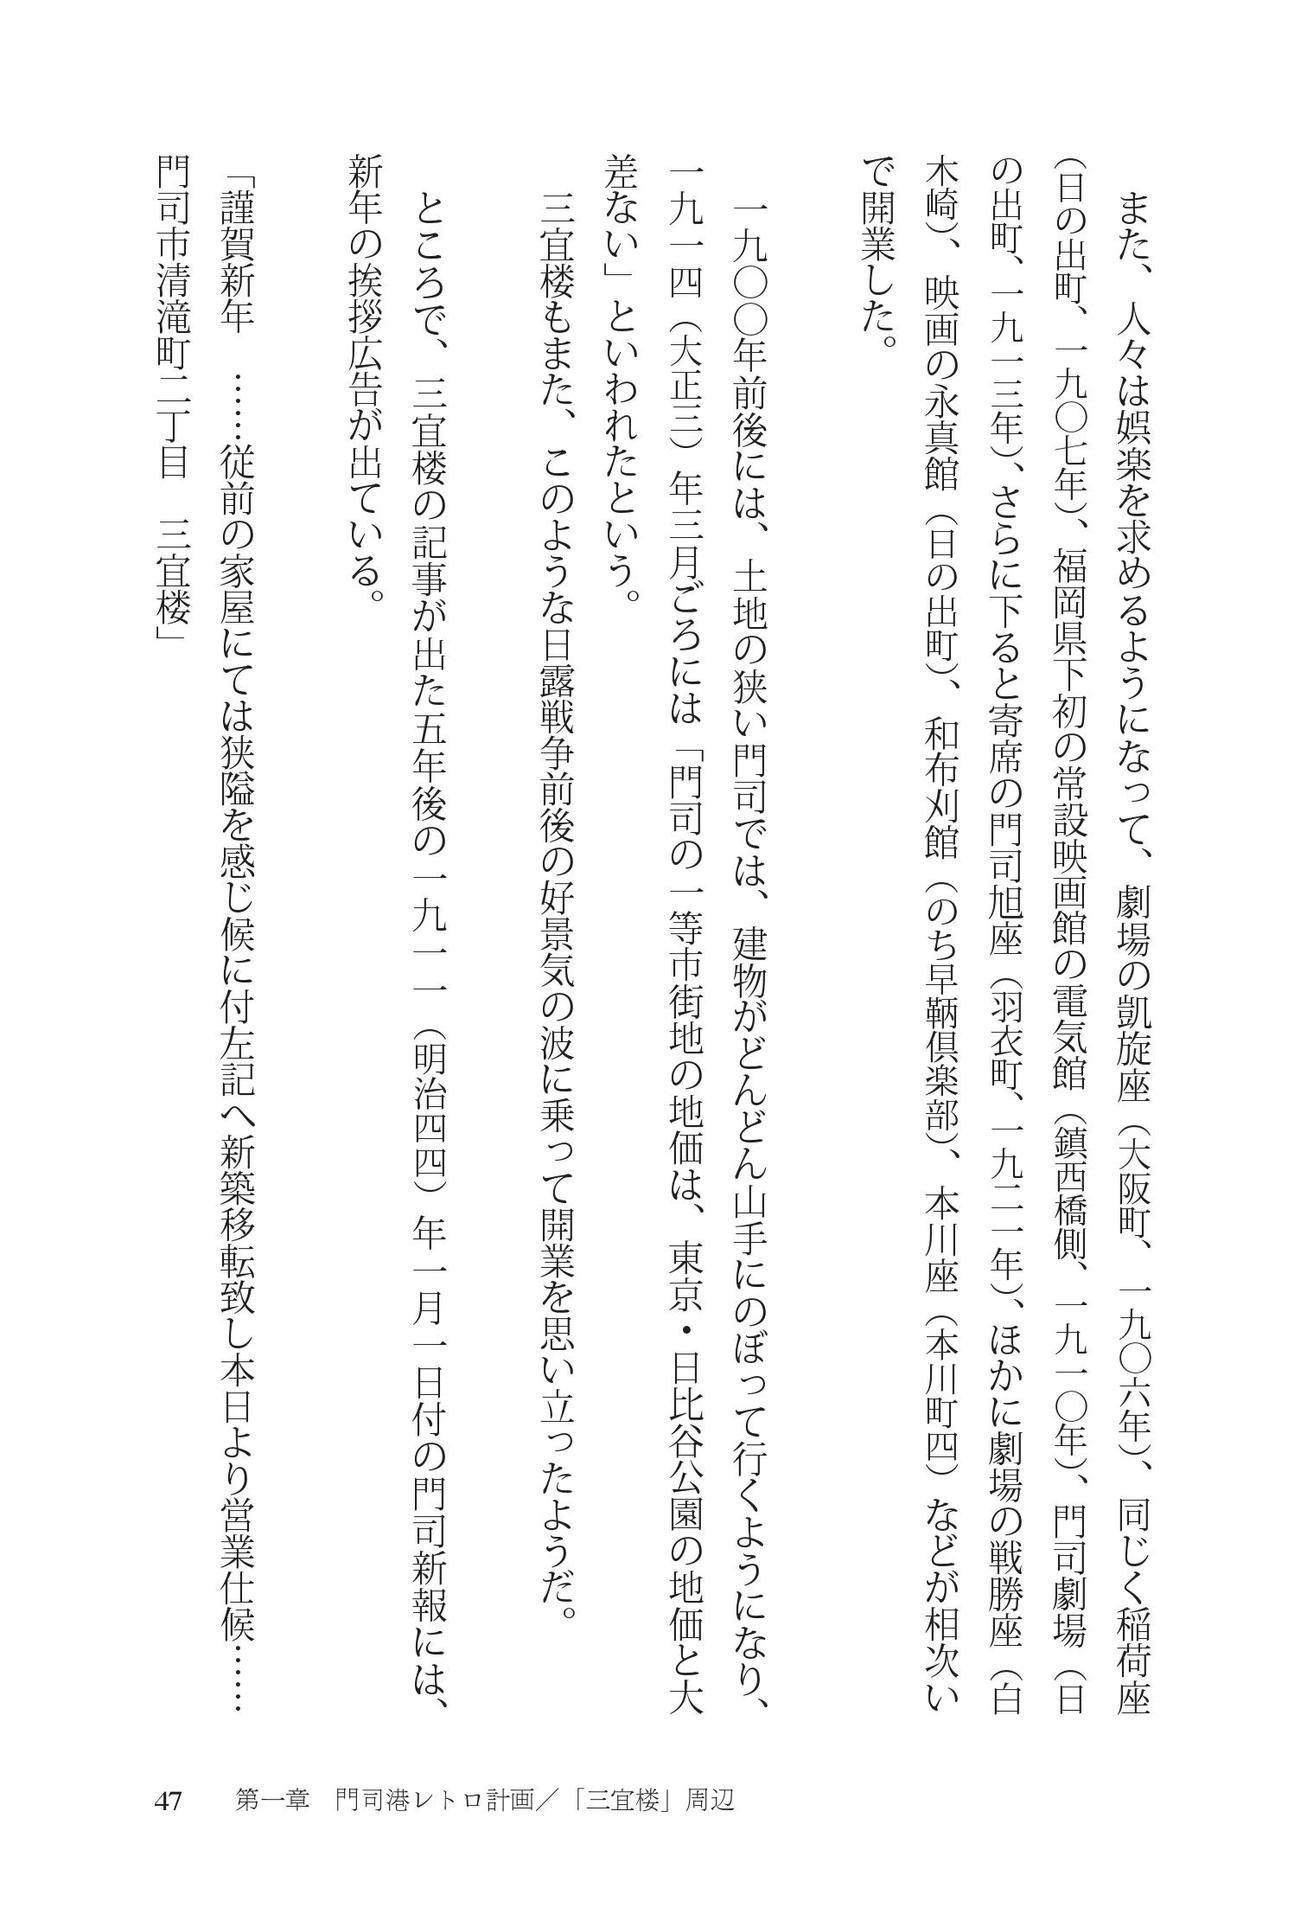 また、人々は娯楽を求めるようになって、劇場の凱旋座（大阪町、一九〇六年）、同じく稲荷座
（日の出町、一九〇七年）、福岡県下初の常設映画館の電気館（鎮西橋側、一九一〇年）、門司劇場（日
の出町、一九一三年）、さらに下ると寄席の門司旭座（羽衣町、一九二一年）、ほかに劇場の戦勝座（白
木崎）、映画の永真館（日の出町）、和布刈館（のち早鞆倶楽部）、本川座（本川町四）などが相次い
で開業した。
一九〇〇年前後には、土地の狭い門司では、建物がどんどん山手にのぼって行くようになり、
一九一四（大正三）年三月ごろには「門司の一等市街地の地価は、東京・日比谷公園の地価と大
差ない」といわれたという。
三宜楼もまた、このような日露戦争前後の好景気の波に乗って開業を思い立ったようだ。
ところで、三宜楼の記事が出た五年後の一九一一（明治四四）年一月一日付の門司新報には、
新年の挨拶広告が出ている。
「謹賀新年　……従前の家屋にては狭隘を感じ候に付左記へ新築移転致し本日より営業仕候……
門司市清滝町二丁目　三宜楼」
47　第一章　門司港レトロ計画／「三宜楼」周辺